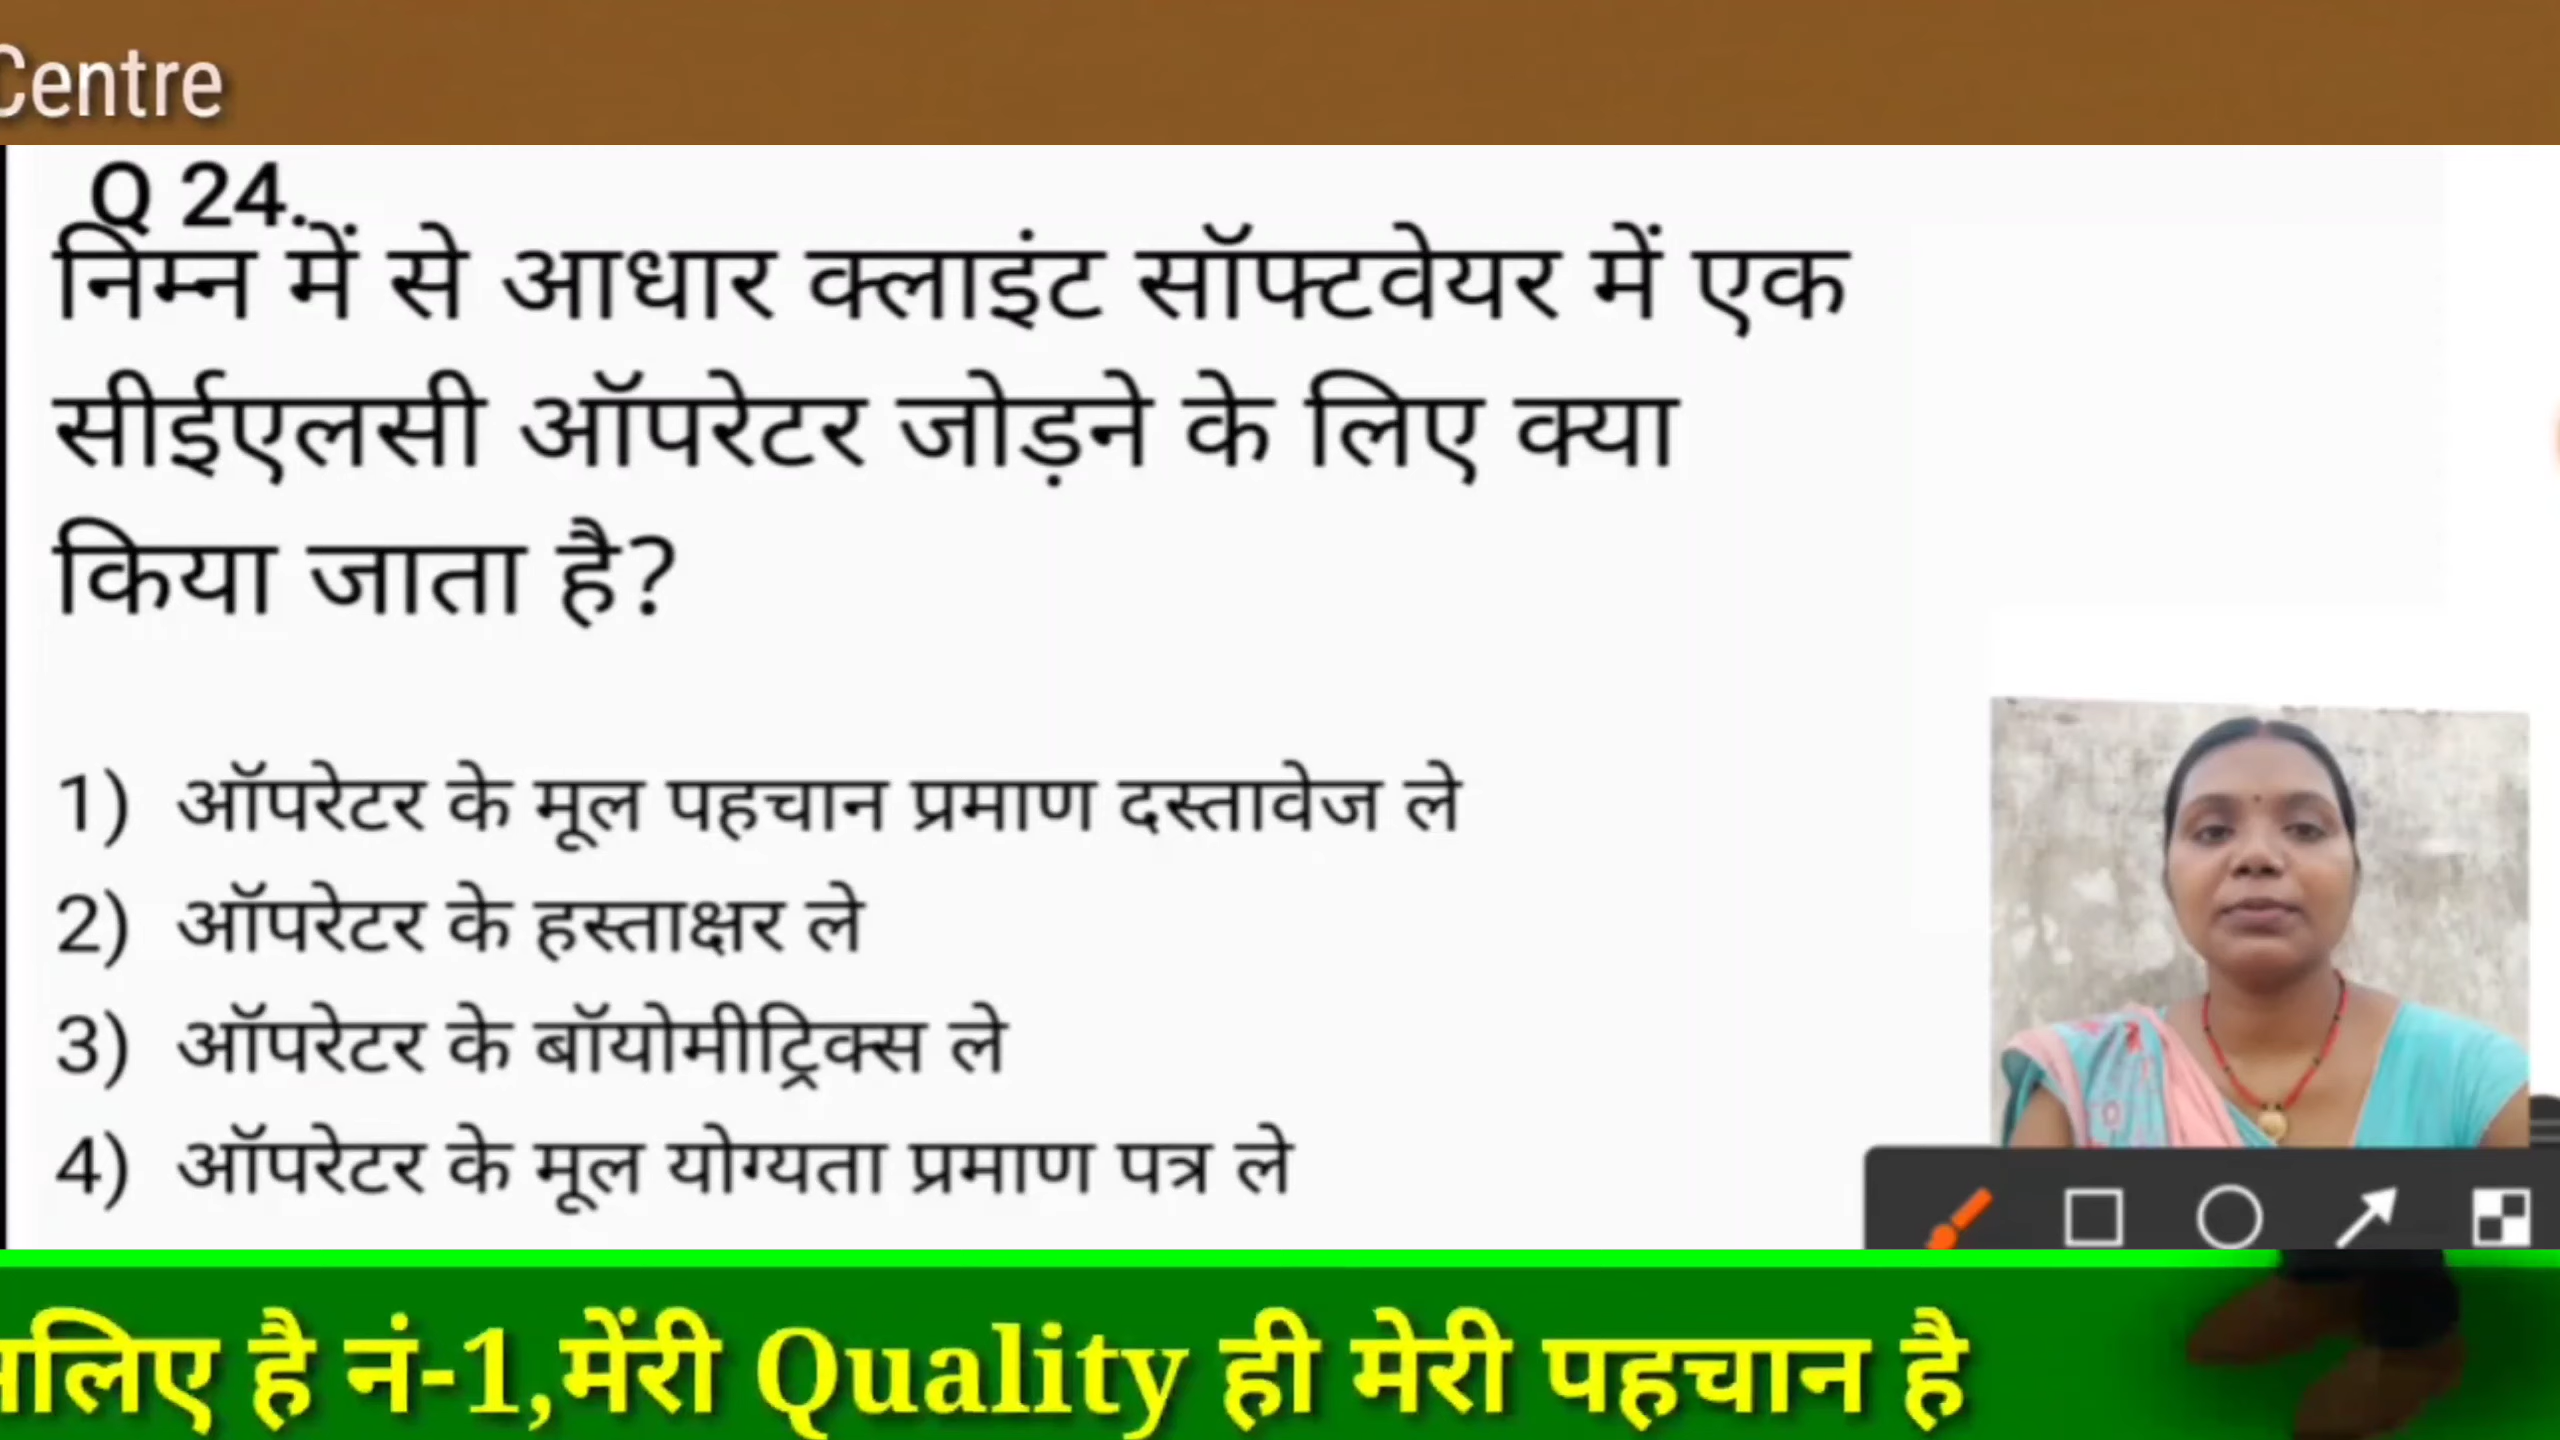 Centre
Q 24.
निम्न में से आधार क्लाइंट सॉफ्टवेयर में एक
सीईएलसी ऑपरेटर जोड़ने के लिए क्या
किया जाता है?
1) ऑपरेटर के मूल पहचान प्रमाण दस्तावेज ले
2) ऑपरेटर के हस्ताक्षर ले
3) ऑपरेटर के बॉयोमीट्रिक्स ले
4) ऑपरेटर के मूल योग्यता प्रमाण पत्र ले
है नं-1,मेंरी Quality ही मेरी पहचान है